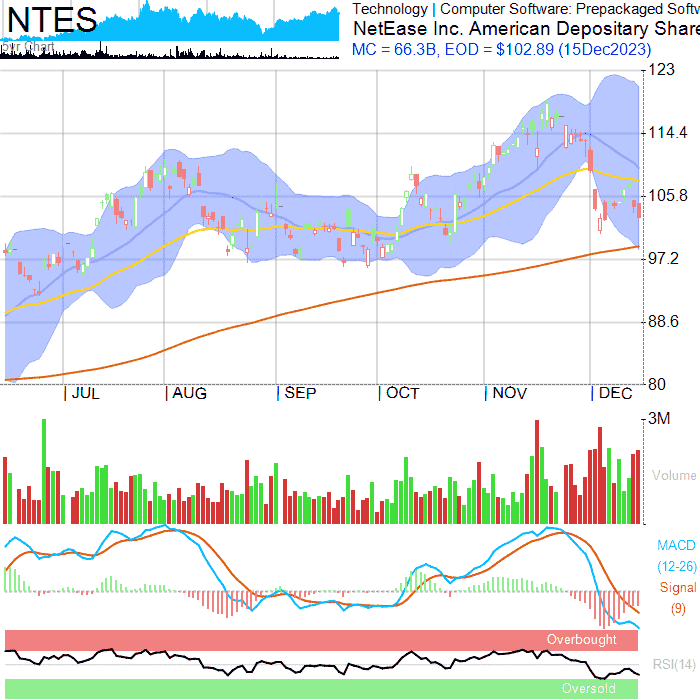 NTES
5yr Chart
Technology | Computer Software: Prepackaged Softw
NetEase Inc. American Depositary Share
MC = 66.3B, EOD = $102.89 (15Dec2023)
123
114.4
105.8
97.2
88.6
80
JUL AUG SEP OCT NOV DEC
3M
Volume
MACD
(12-26)
Signal
(9)
Overbought
RSI(14)
Oversold